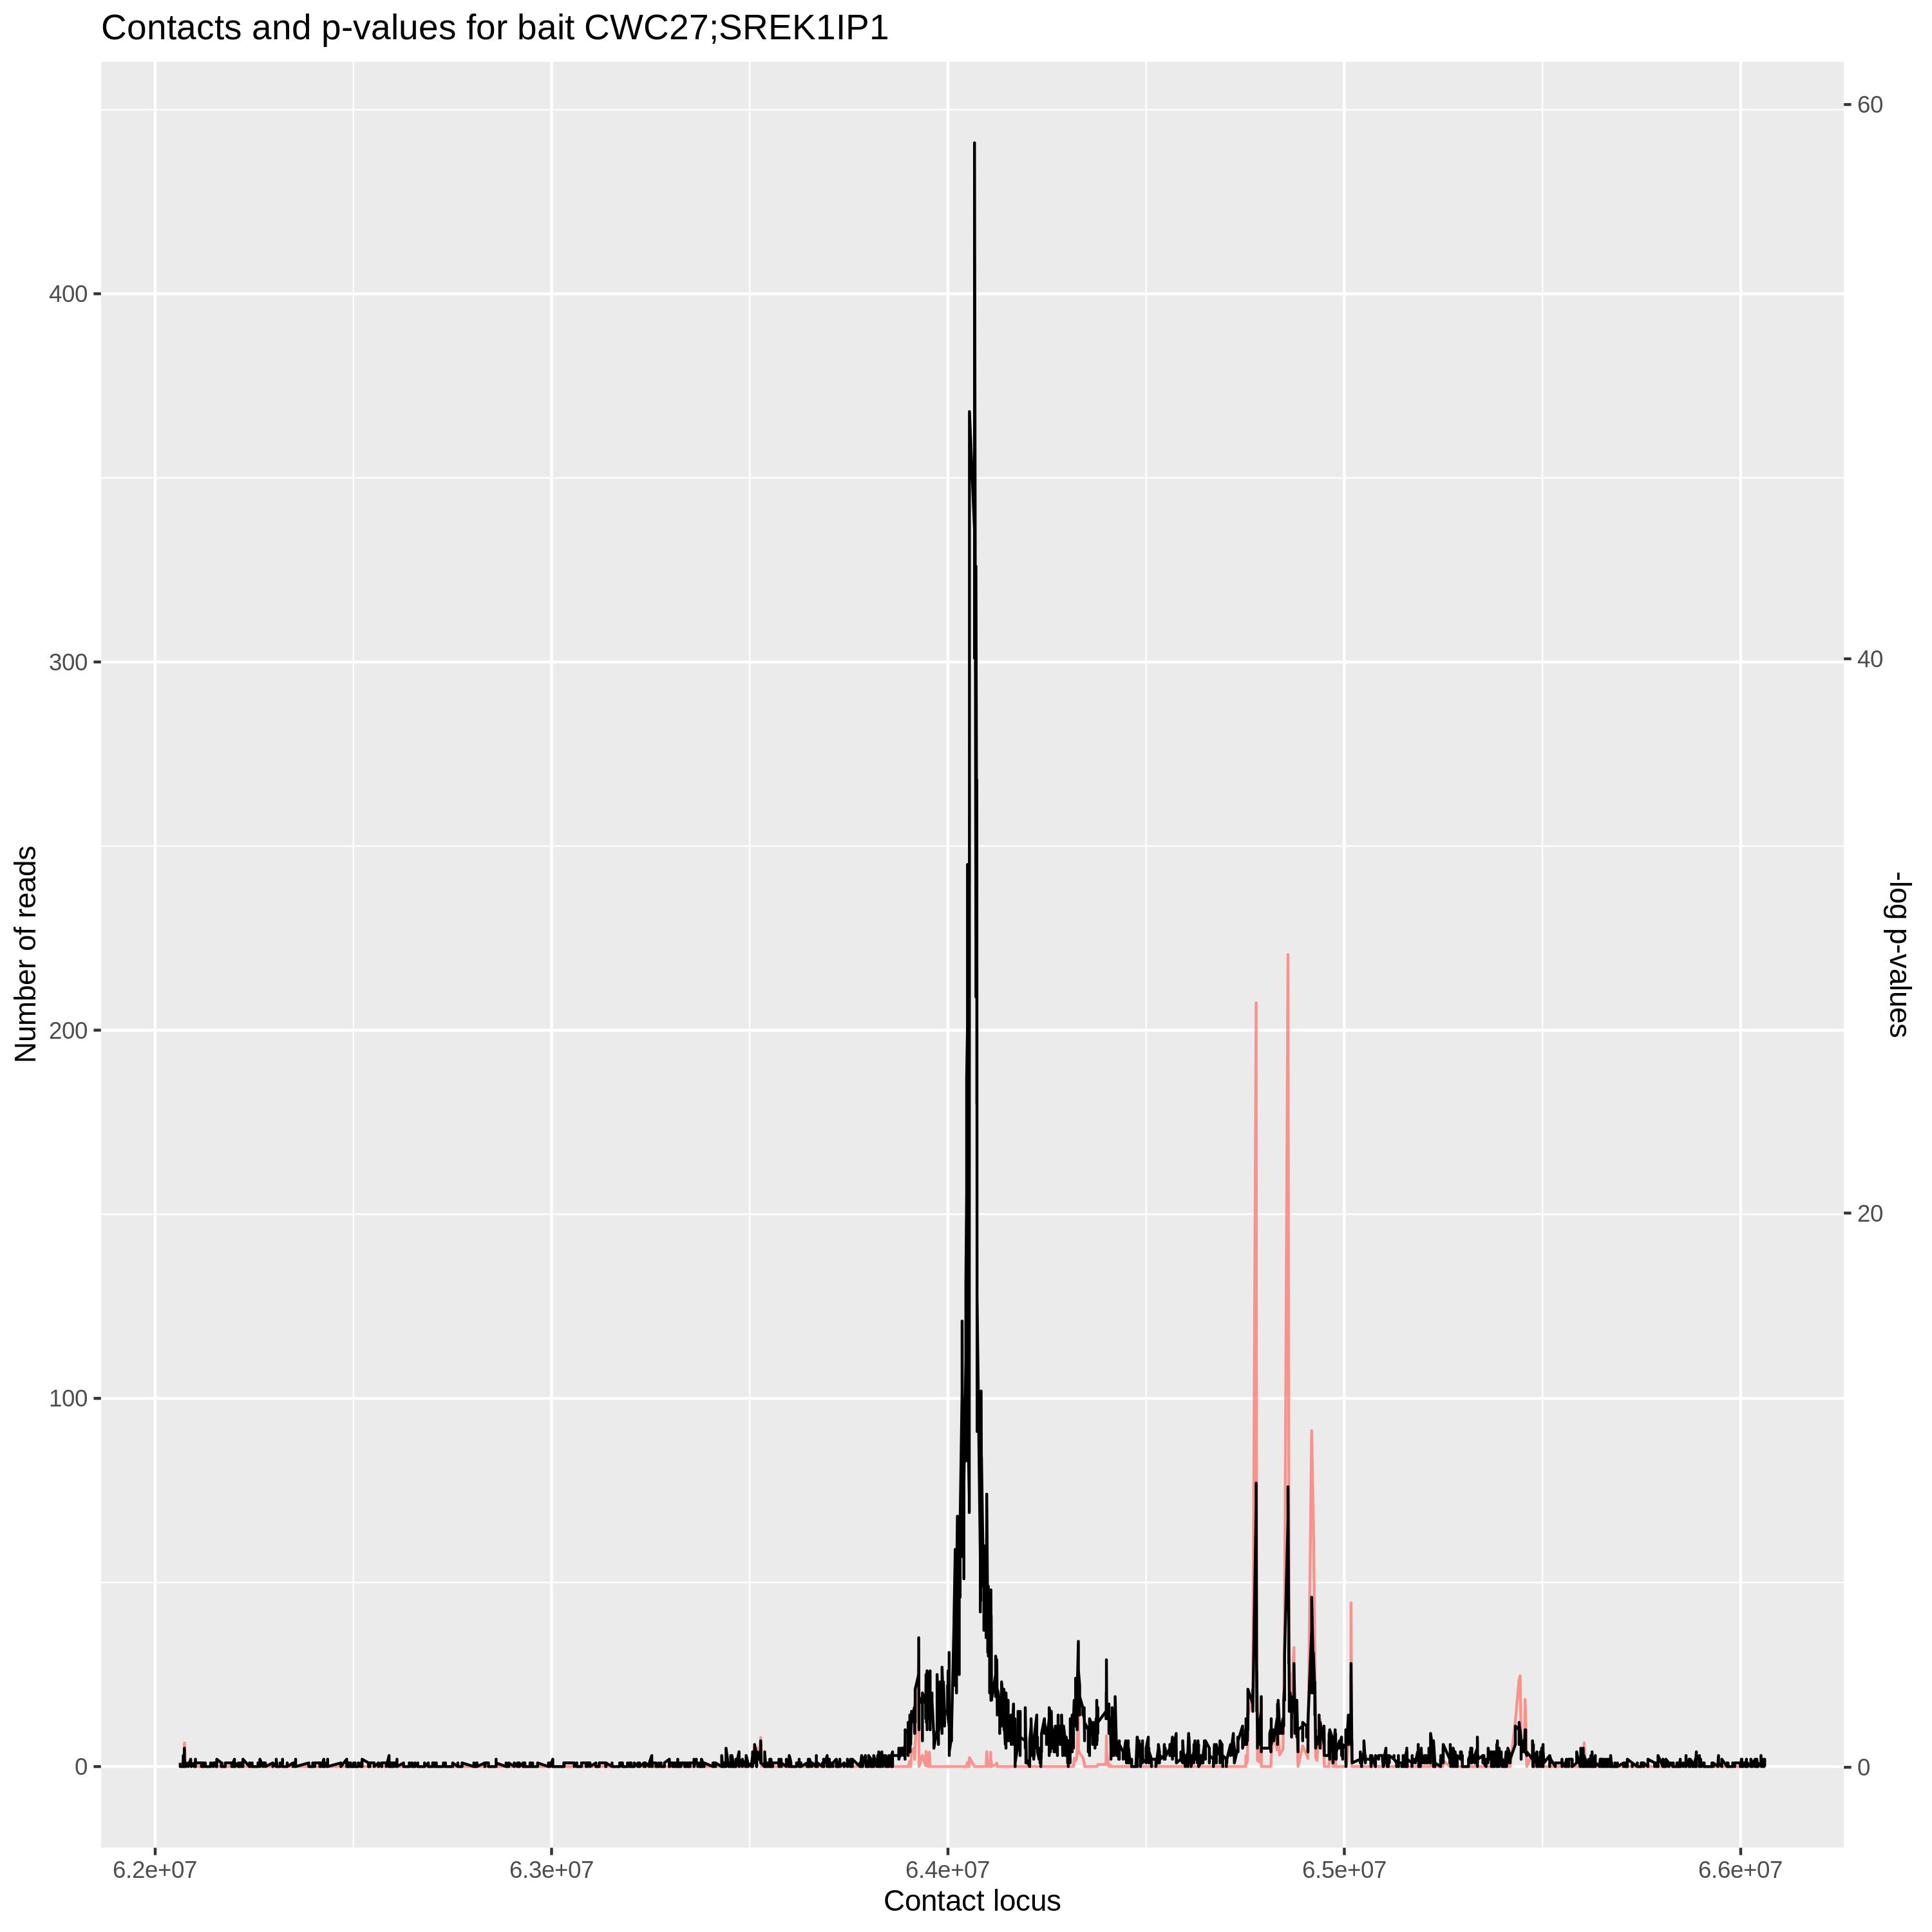 Contacts and p-values for bait CWC27;SREK1IP1
Number of reads
400
300
200
100
0
60
40
20
0
-log p-values
6.2e+07 6.3e+07 6.4e+07 6.5e+07 6.6e+07
Contact locus